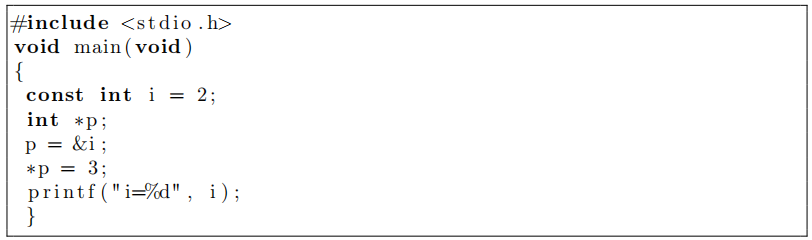 #include <stdio.h>
void main(void)
{
const int i = 2;
int *p;
p = &i;
*p = 3;
printf("i=%d", i);
}